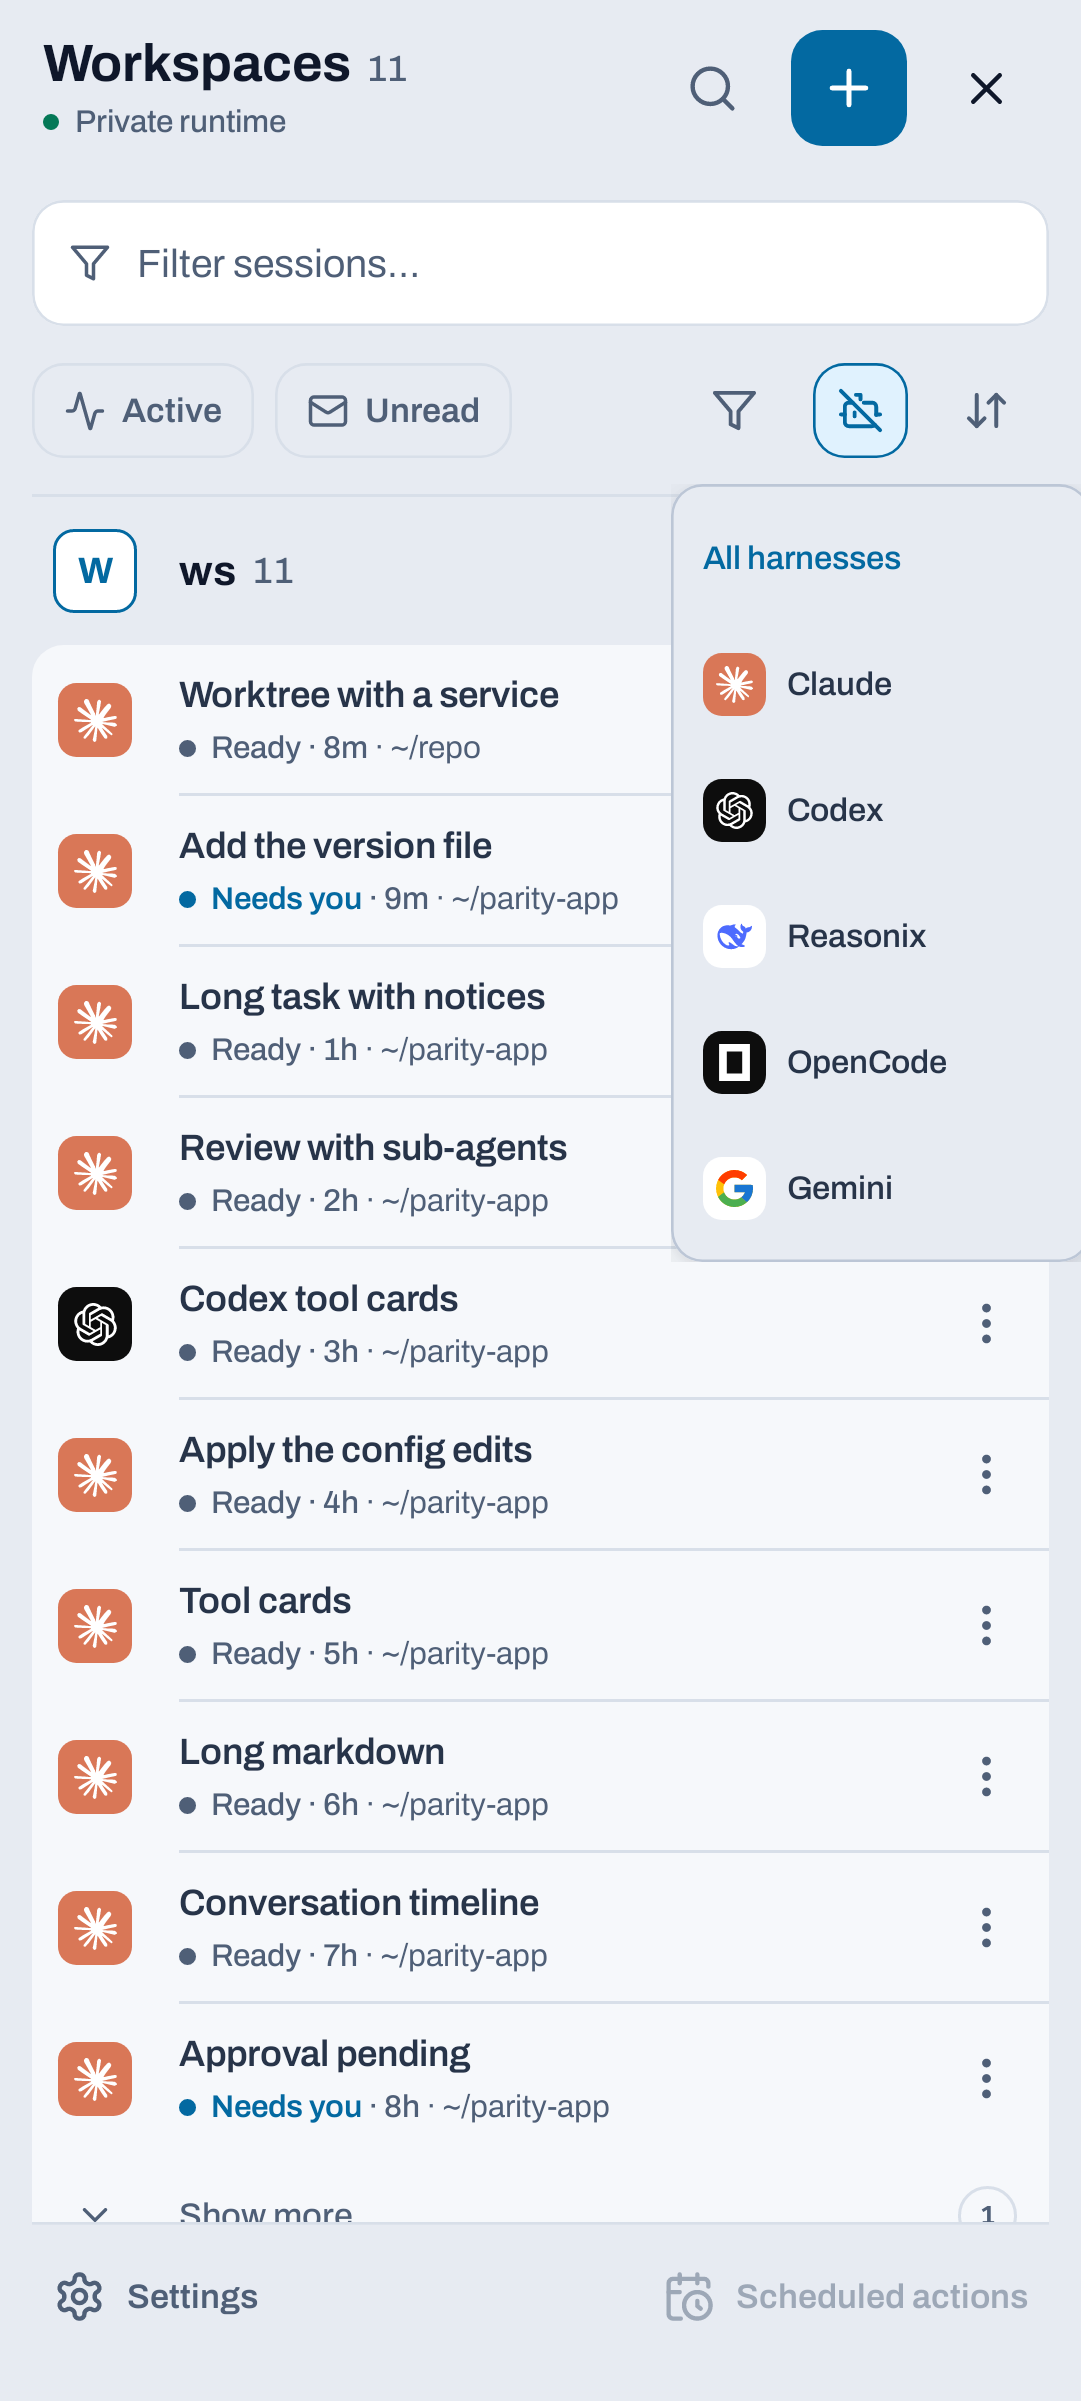 Workspaces 11
Private runtime
Filter sessions...
Active
Unread
All harnesses
Claude
Codex
Reasonix
OpenCode
Gemini
W
ws 11
Worktree with a service
Ready · 8m · ~/repo
Add the version file
Needs you · 9m · ~/parity-app
Long task with notices
Ready · 1h · ~/parity-app
Review with sub-agents
Ready · 2h · ~/parity-app
Codex tool cards
Ready · 3h · ~/parity-app
Apply the config edits
Ready · 4h · ~/parity-app
Tool cards
Ready · 5h · ~/parity-app
Long markdown
Ready · 6h · ~/parity-app
Conversation timeline
Ready · 7h · ~/parity-app
Approval pending
Needs you · 8h · ~/parity-app
Show more 1
Settings
Scheduled actions